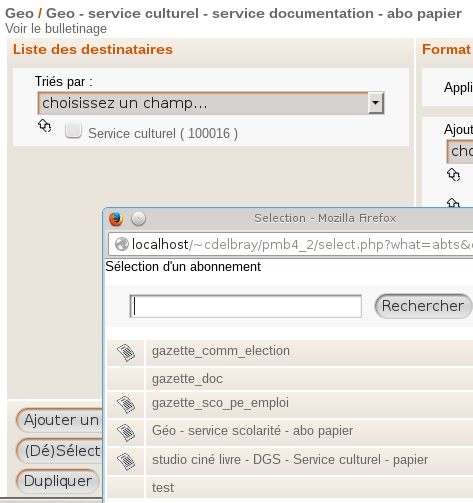 Geo / Geo - service culturel - service documentation - abo papier
Voir le bulletinage
Liste des destinataires
Format
Triés par :
choisissez un champ...
Service culturel ( 100016 )
Appli
Ajout
cho
Selection - Mozilla Firefox
localhost/~cdelbray/pmb4_2/select.php?what=abts&
Sélection d'un abonnement
Rechercher
gazette_comm_election
gazette_doc
gazette_sco_pe_emploi
Géo - service scolarité - abo papier
studio ciné livre - DGS - Service culturel - papier
test
Ajouter un
(Dé)Sélect
Dupliquer